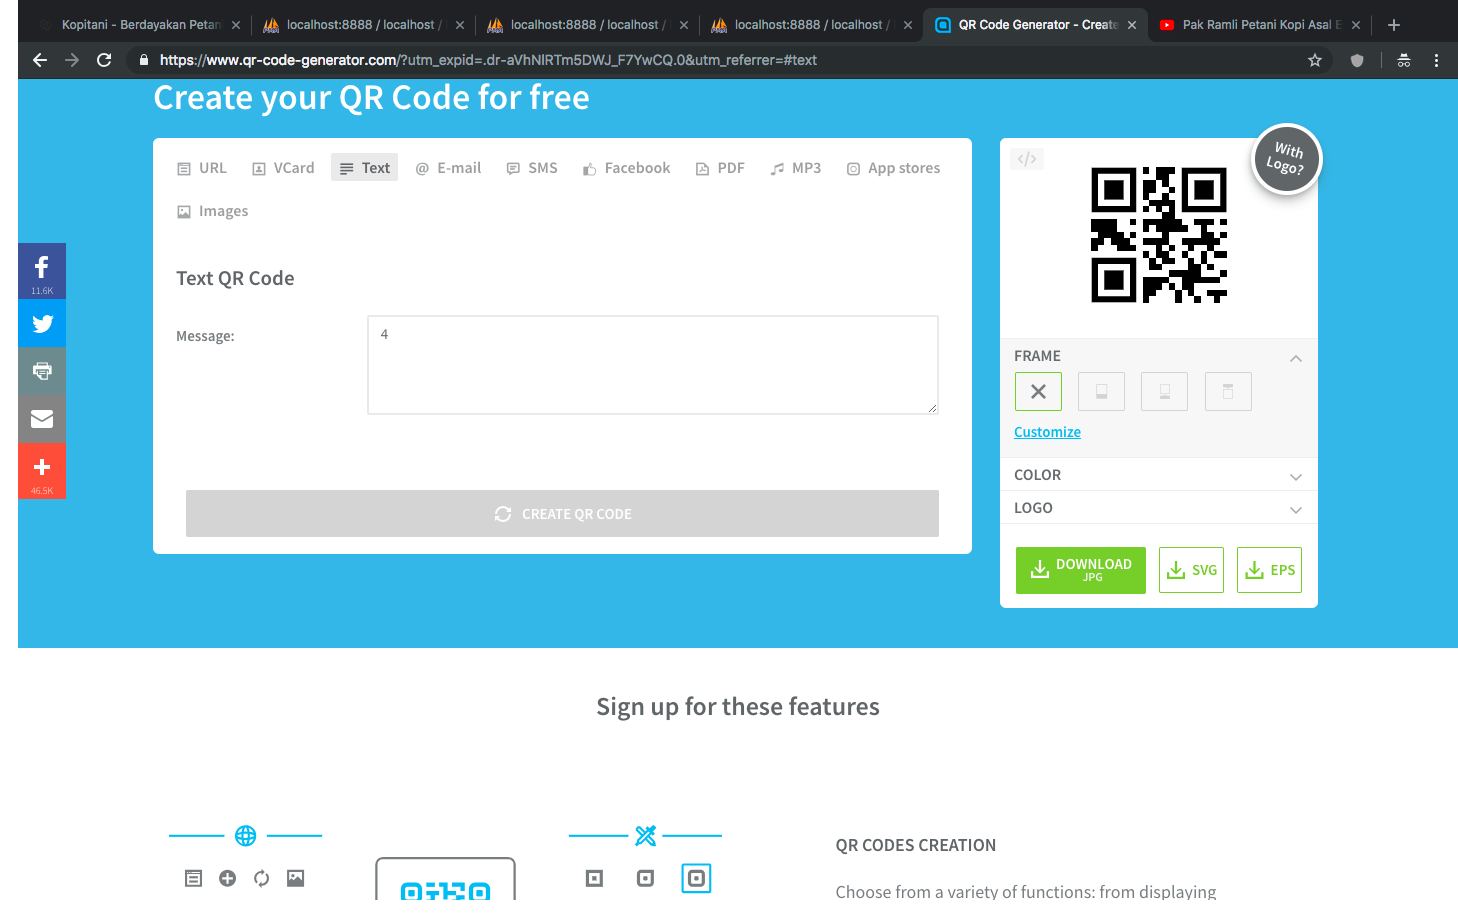 Kopitani - Berdayakan Petan
localhost:8888 / localhost /
localhost:8888 / localhost /
localhost:8888 / localhost /
QR Code Generator - Create
Pak Ramli Petani Kopi Asal E
https://www.qr-code-generator.com/?utm_expid=.dr-aVhNIRTm5DWJ_F7YwCQ.0&utm_referrer=#text
Create your QR Code for free
URL
VCard
Text
E-mail
SMS
Facebook
PDF
MP3
App stores
Images
With
Logo?
Text QR Code
Message:
4
CREATE QR CODE
11.6K
46.5K
FRAME
Customize
COLOR
LOGO
DOWNLOAD
JPG
SVG
EPS
Sign up for these features
QR CODES CREATION
Choose from a variety of functions: from displaying